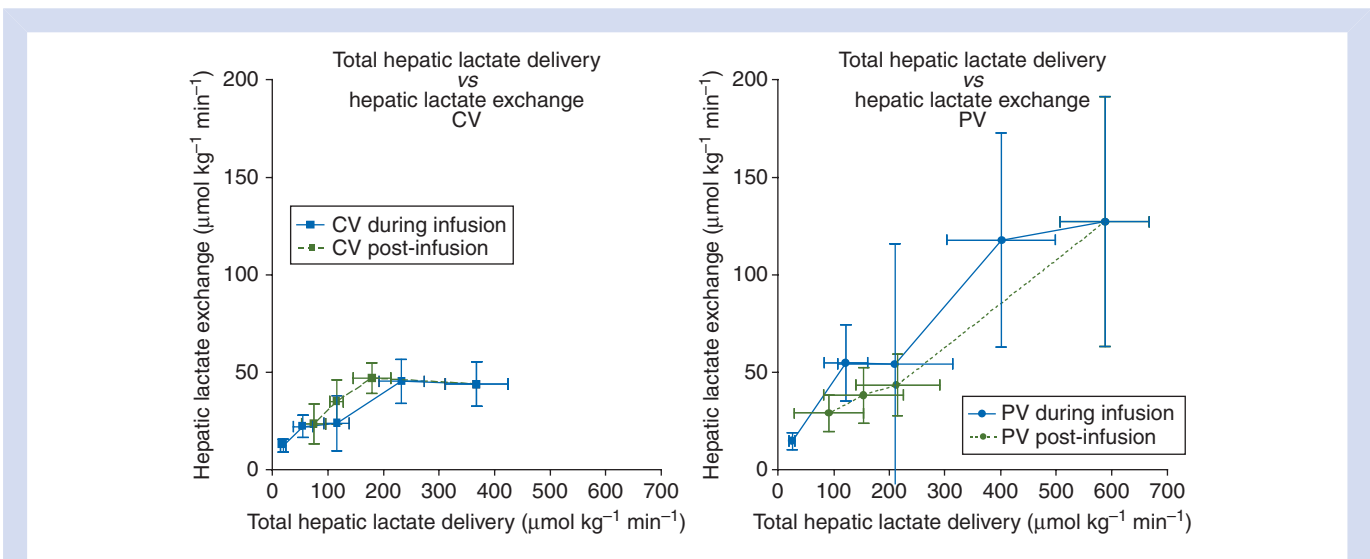 Total hepatic lactate delivery
vs
hepatic lactate exchange
CV
Hepatic lactate exchange (μmol kg⁻¹ min⁻¹)
200
150
100
50
0
CV during infusion
CV post-infusion
0 100 200 300 400 500 600 700
Total hepatic lactate delivery (μmol kg⁻¹ min⁻¹)
Total hepatic lactate delivery
vs
hepatic lactate exchange
PV
Hepatic lactate exchange (μmol kg⁻¹ min⁻¹)
200
150
100
50
0
PV during infusion
PV post-infusion
0 100 200 300 400 500 600 700
Total hepatic lactate delivery (μmol kg⁻¹ min⁻¹)